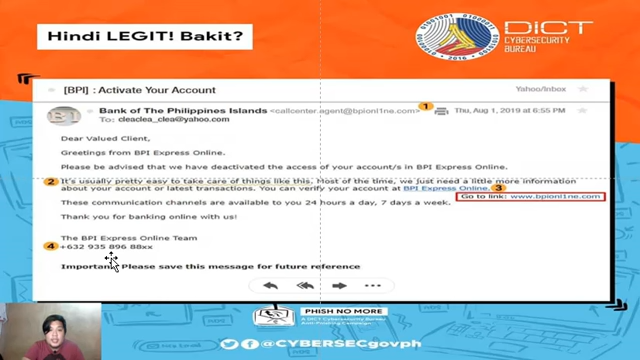 Hindi LEGIT! Bakit?
DICT
CYBERSECURITY
BUREAU
2016
[BPI] : Activate Your Account
Yahoo/Inbox
BPI
Bank of The Philippines Islands <callcenter.agent@bpionl1ne.com> 1
Thu, Aug 1, 2019 at 6:55 PM
To: cleaclea_clea@yahoo.com
Dear Valued Client,
Greetings from BPI Express Online.
Please be advised that we have deactivated the access of your account/s in BPI Express Online.
2 It's usually pretty easy to take care of things like this. Most of the time, we just need a little more information
about your account or latest transactions. You can verify your account at BPI Express Online. 3
Go to link: www.bpionl1ne.com
These communication channels are available to you 24 hours a day, 7 days a week.
Thank you for banking online with us!
The BPI Express Online Team
4 +632 935 896 88xx
Important: Please save this message for future reference
PHISH NO MORE
A DICT Cybersecurity Bureau
Anti-Phishing Campaign
@CYBERSECgovph